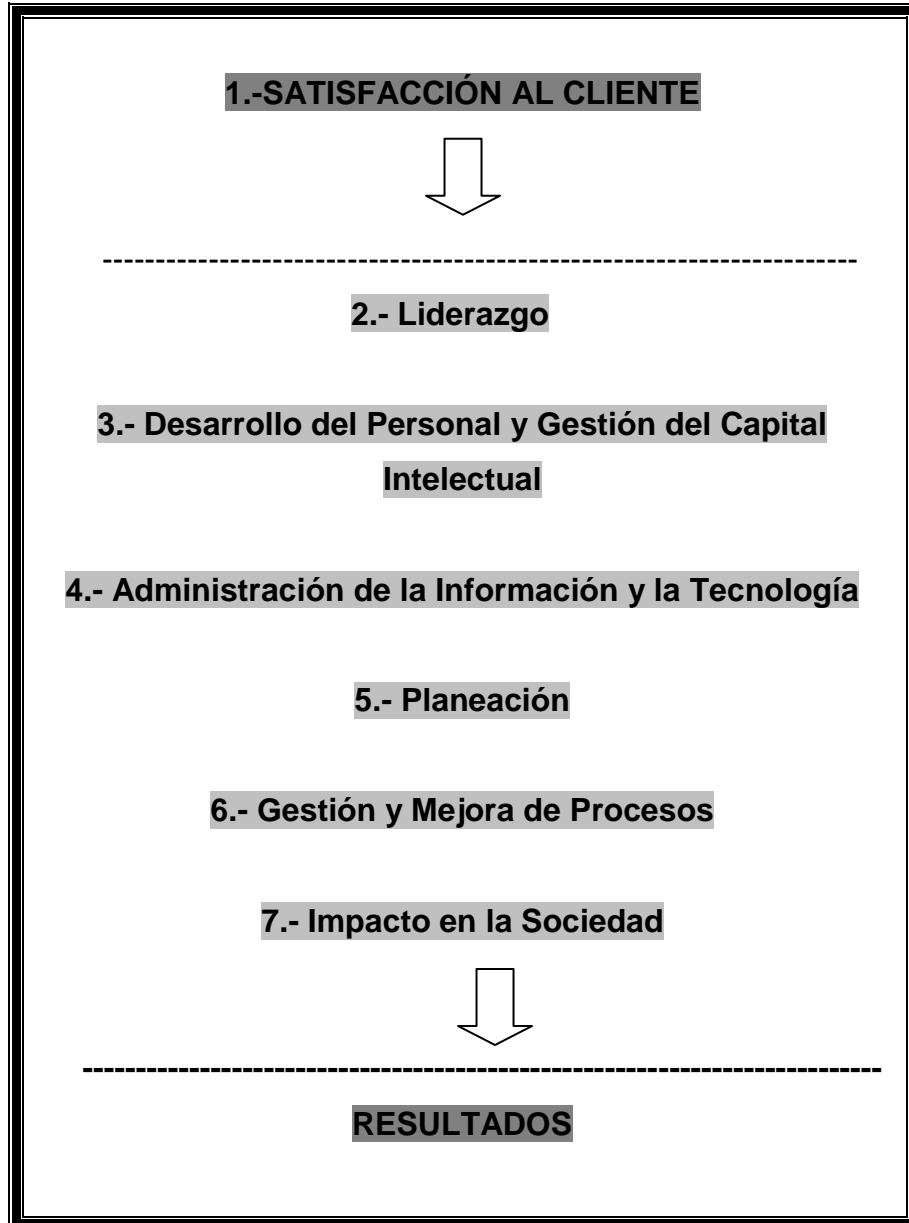 1.-SATISFACCIÓN AL CLIENTE
2.- Liderazgo
3.- Desarrollo del Personal y Gestión del Capital
Intelectual
4.- Administración de la Información y la Tecnología
5.- Planeación
6.- Gestión y Mejora de Procesos
7.- Impacto en la Sociedad
RESULTADOS